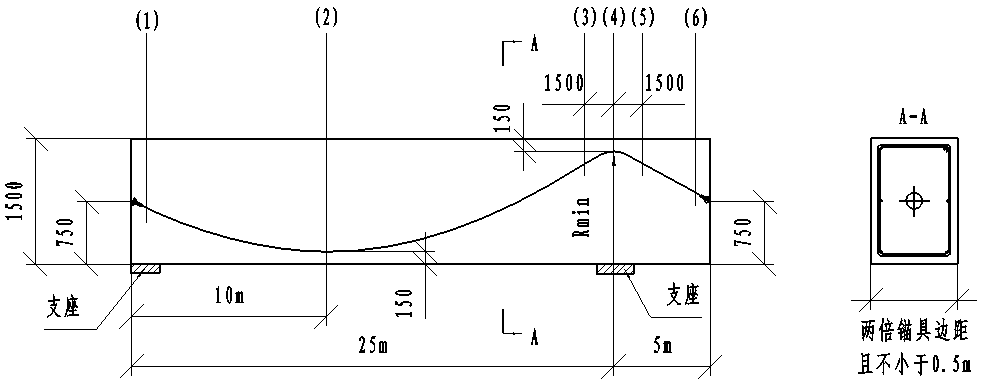 (1)
(2)
(3)
(4)
(5)
(6)
A
1500
1500
150
A-A
1500
750
Rmin
750
支座
10m
150
支座
A
25m
5m
两倍锚具边距
且不小于0.5m